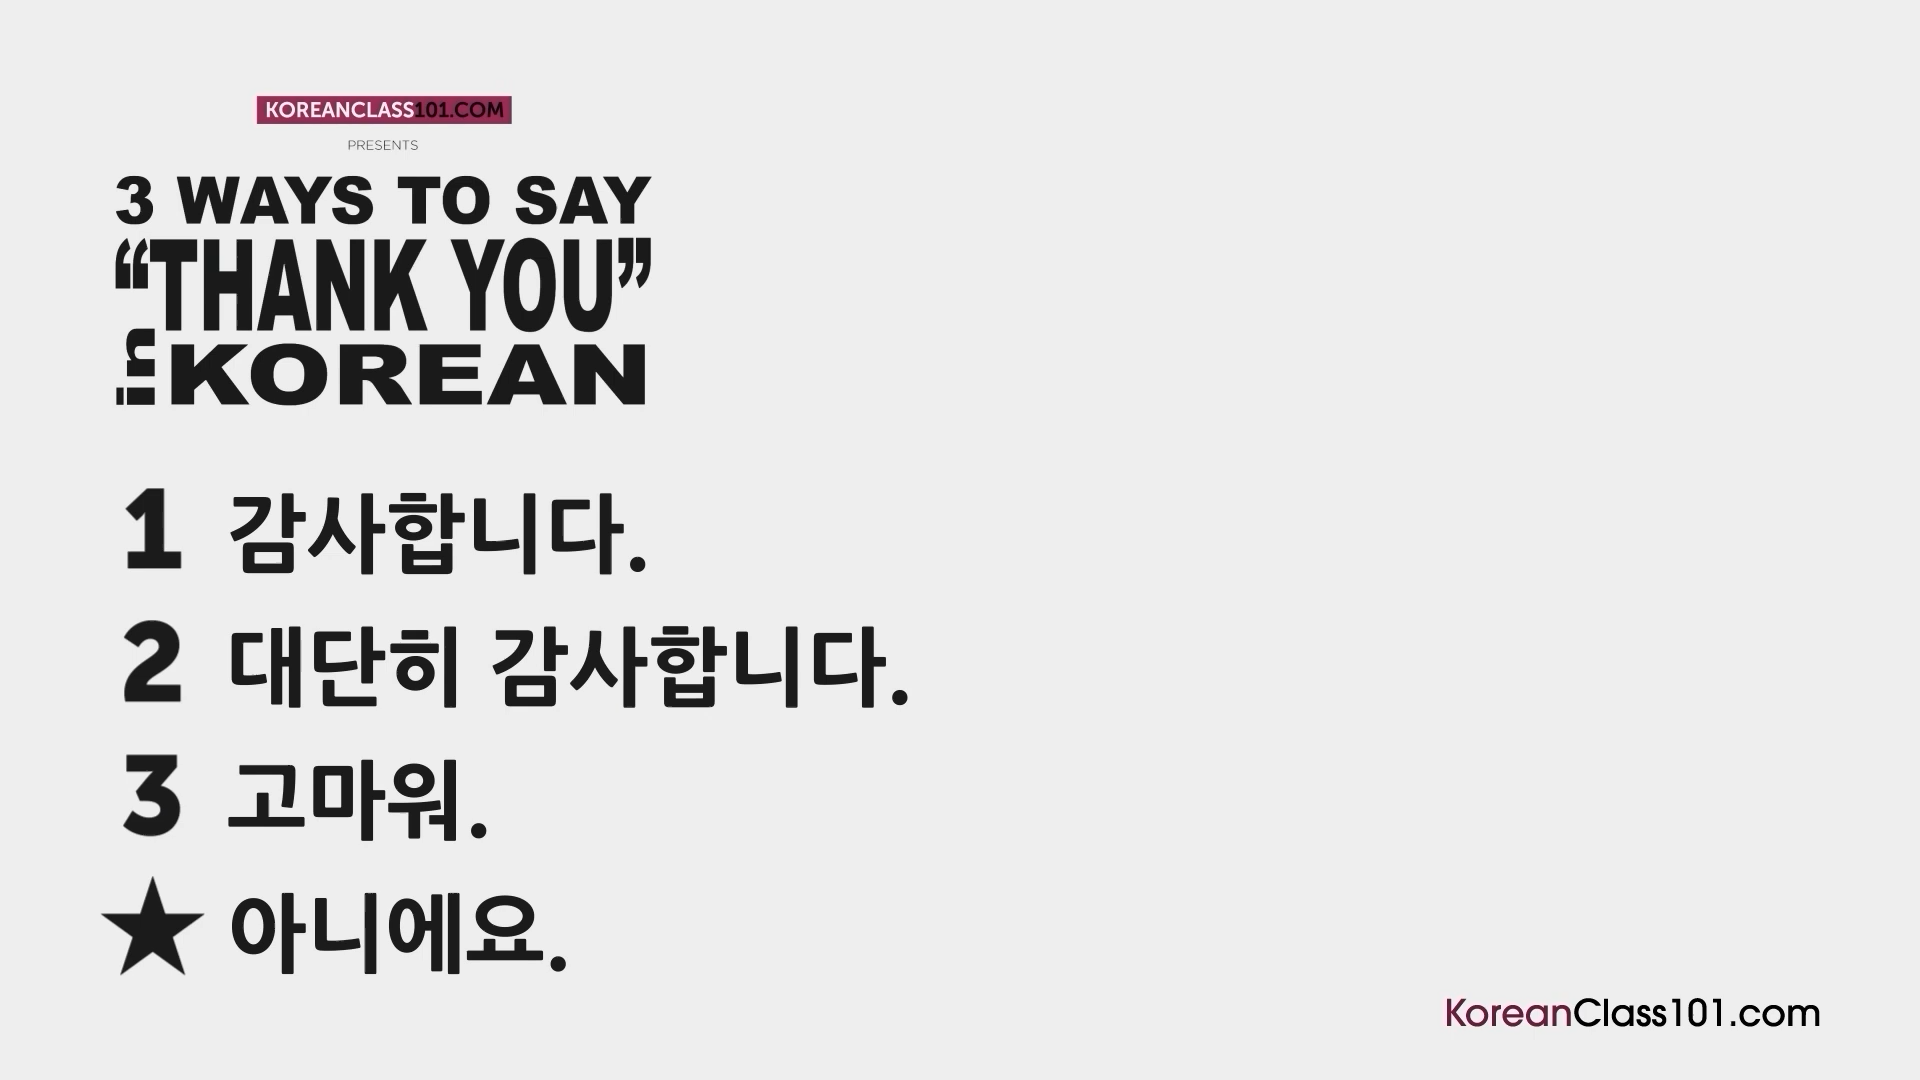 KOREANCLASS101.COM
PRESENTS
3 WAYS TO SAY
“THANK YOU”
in KOREAN
1 감사합니다.
2 대단히 감사합니다.
3 고마워.
★ 아니에요.
KoreanClass101.com